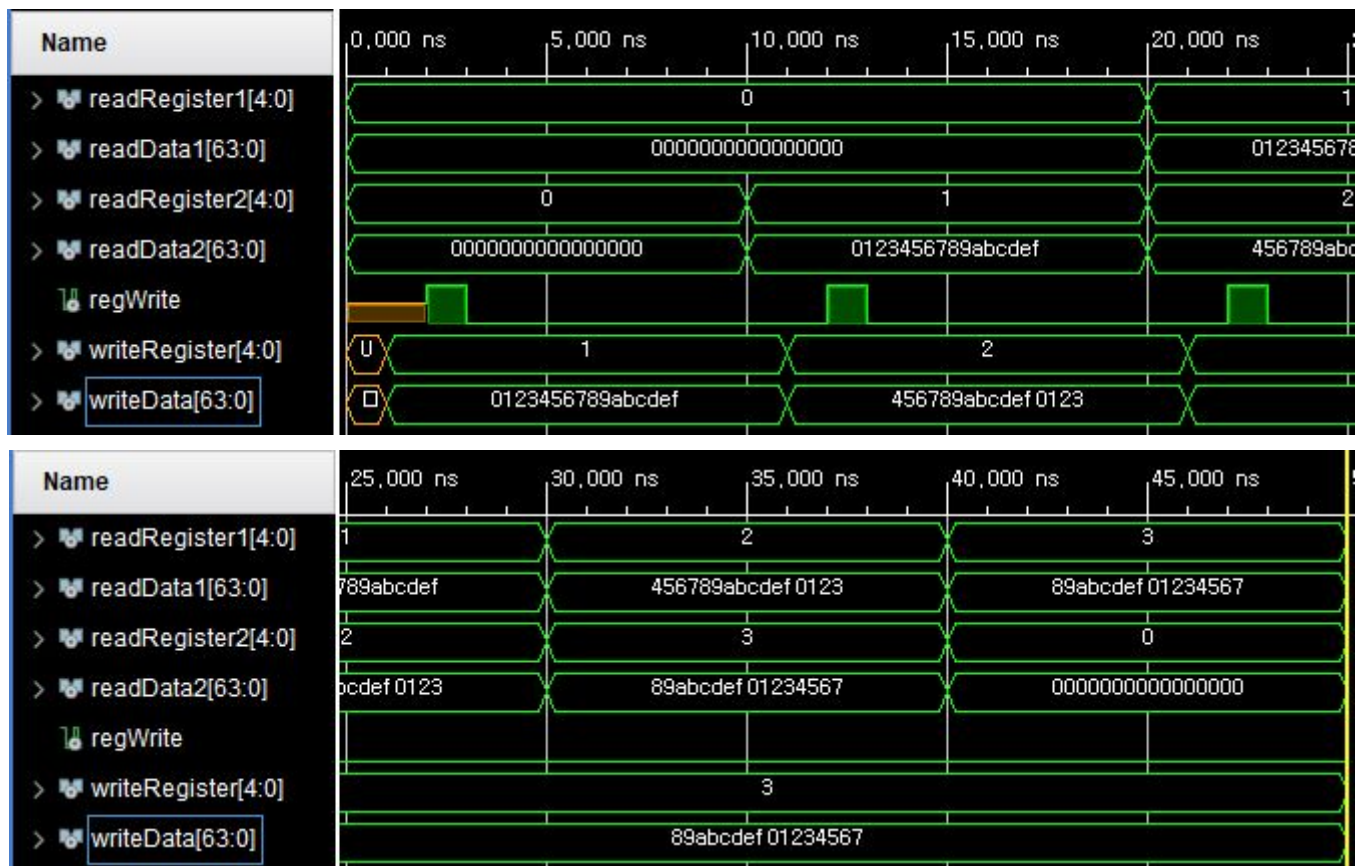 Name 0,000 ns 5,000 ns 10,000 ns 15,000 ns 20,000 ns
readRegister1[4:0] 0 1
readData1[63:0] 0000000000000000 012345678
readRegister2[4:0] 0 1 2
readData2[63:0] 0000000000000000 0123456789abcdef 456789abc
regWrite
writeRegister[4:0] U 1 2
writeData[63:0] 0123456789abcdef 456789abcdef0123
Name 25,000 ns 30,000 ns 35,000 ns 40,000 ns 45,000 ns
readRegister1[4:0] 1 2 3
readData1[63:0] 789abcdef 456789abcdef0123 89abcdef01234567
readRegister2[4:0] 2 3 0
readData2[63:0] bcdef0123 89abcdef01234567 0000000000000000
regWrite
writeRegister[4:0] 3
writeData[63:0] 89abcdef01234567